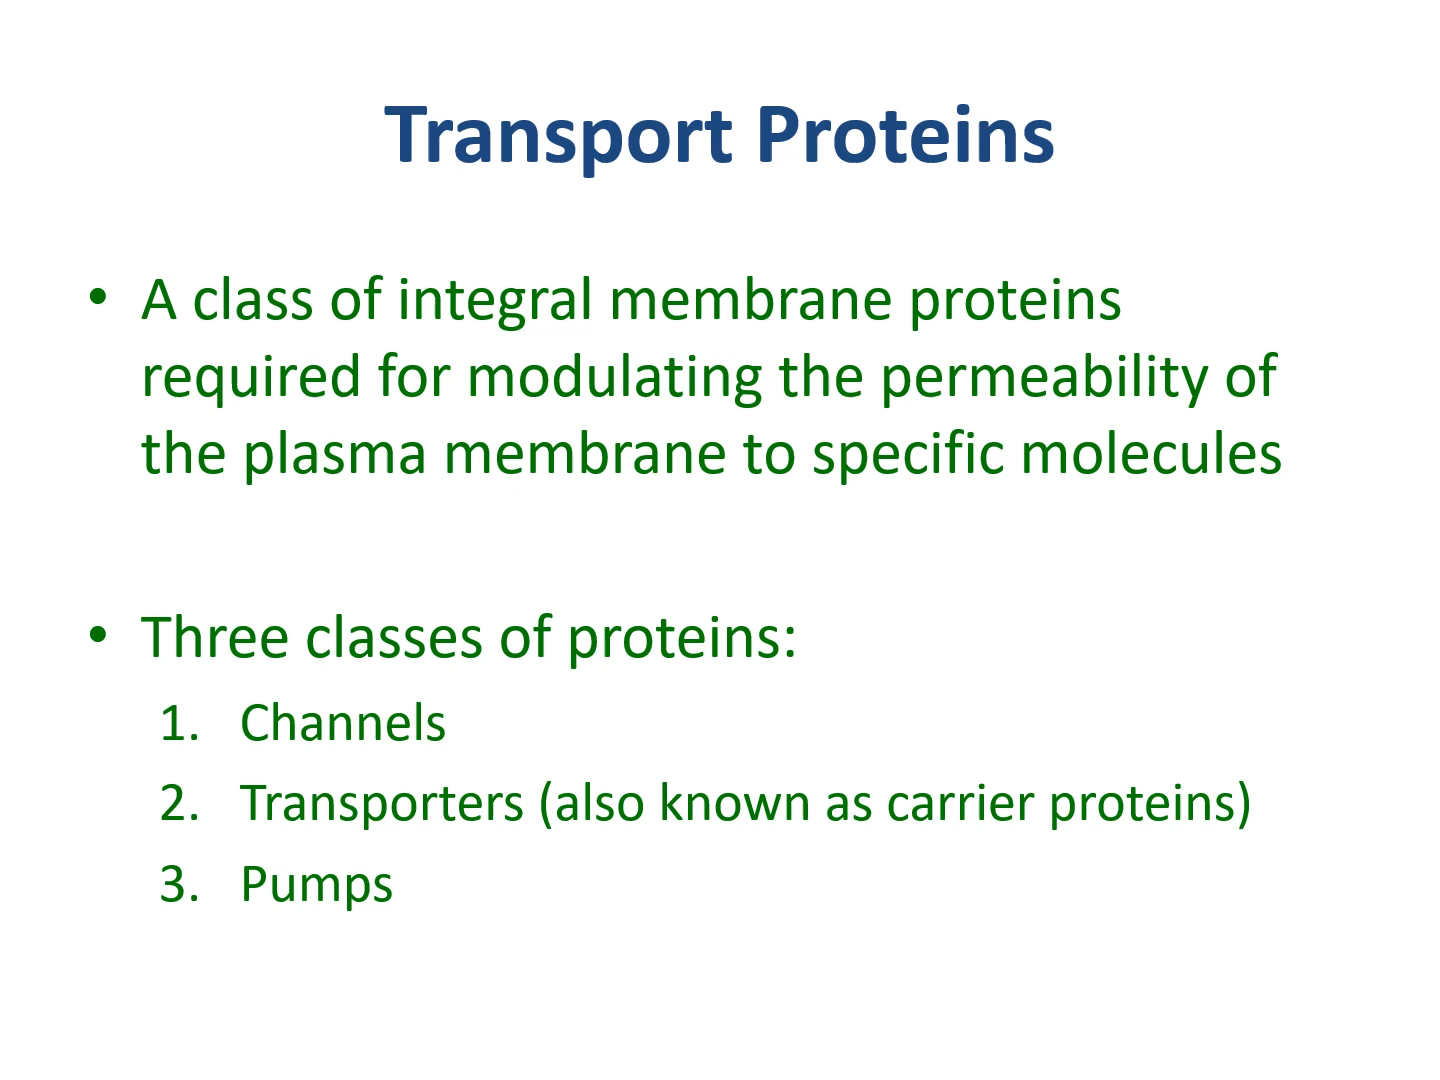 Transport Proteins
• A class of integral membrane proteins
required for modulating the permeability of
the plasma membrane to specific molecules
• Three classes of proteins:
1. Channels
2. Transporters (also known as carrier proteins)
3. Pumps